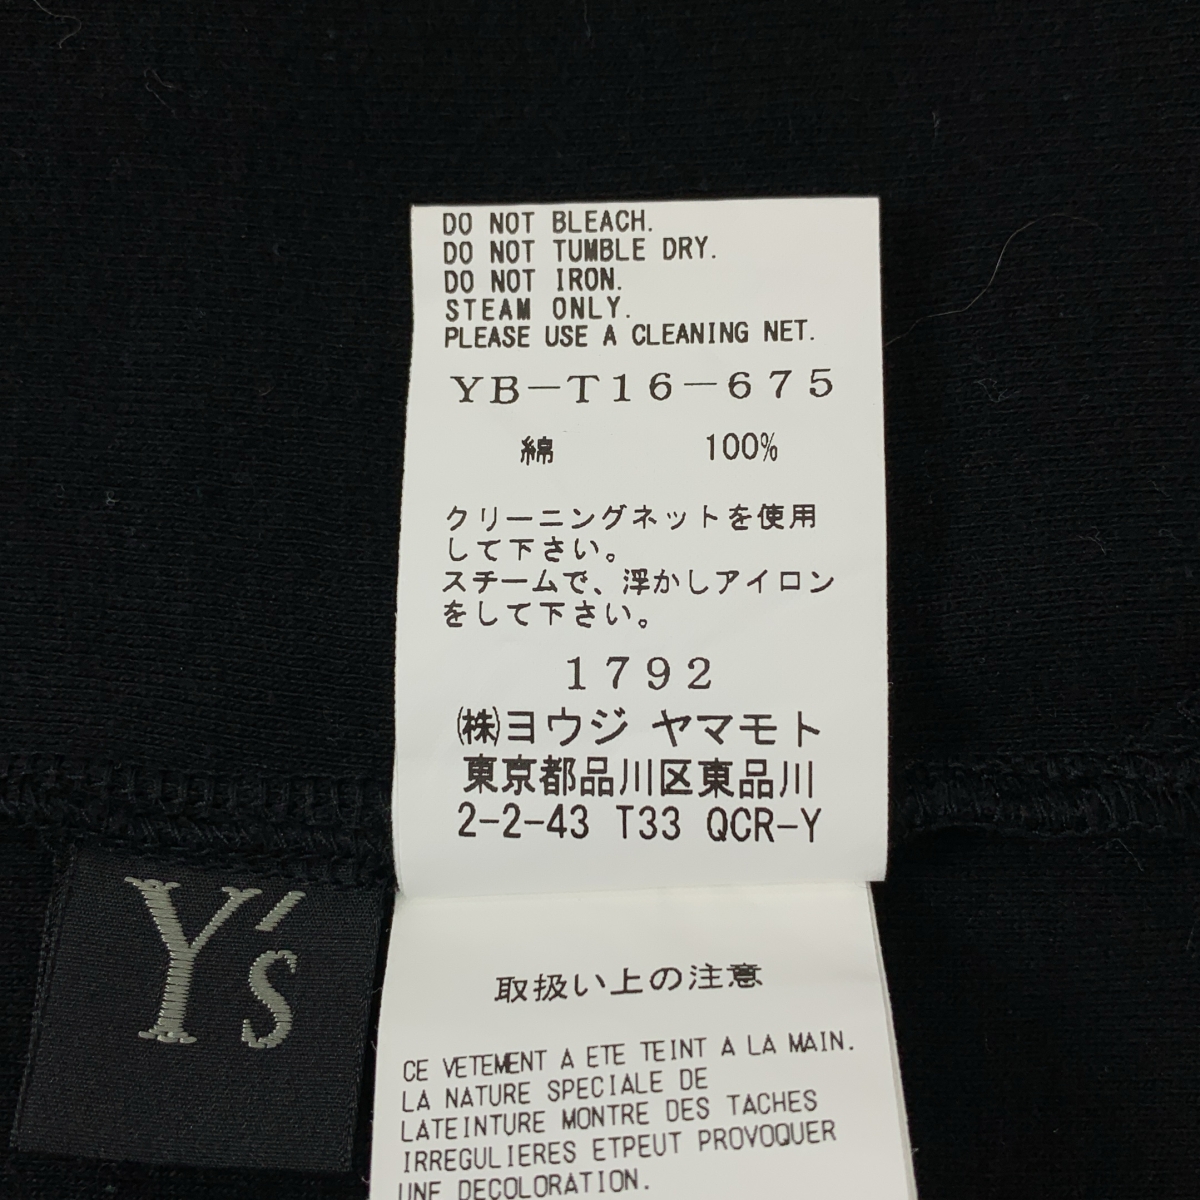 DO NOT BLEACH.
DO NOT TUMBLE DRY.
DO NOT IRON.
STEAM ONLY.
PLEASE USE A CLEANING NET.
YB-T16-675
綿 100%
クリーニングネットを使用
して下さい。
スチームで、浮かしアイロン
をして下さい。
1792
㈱ヨウジ ヤマモト
東京都品川区東品川
2-2-43 T33 QCR-Y
Y's
取扱い上の注意
CE VETEMENT A ETE TEINT A LA MAIN.
LA NATURE SPECIALE DE
LATEINTURE MONTRE DES TACHES
IRREGULIERES ETPEUT PROVOQUER
UNE DECOLORATION.